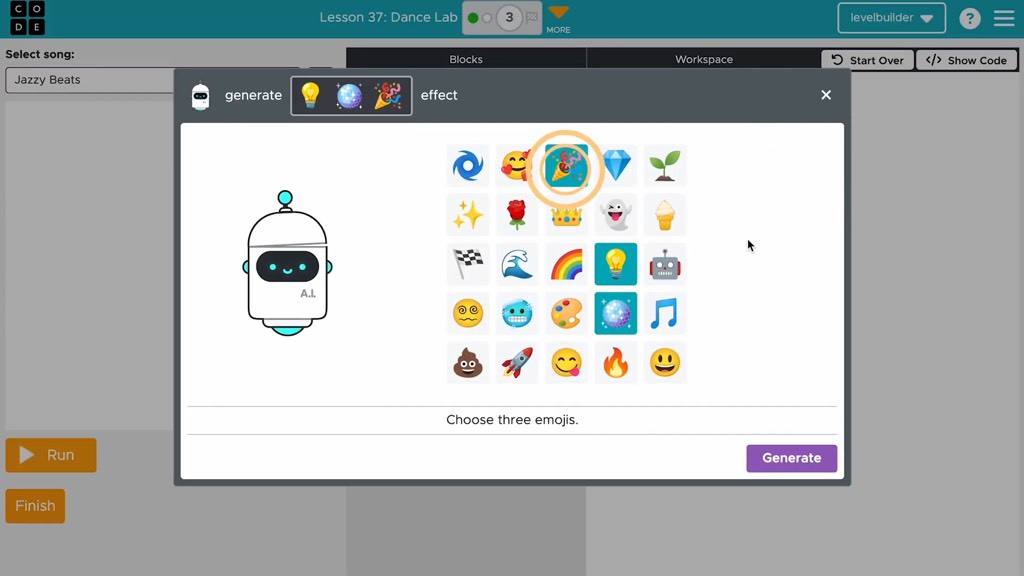 C O
D E
Lesson 37: Dance Lab
3
MORE
levelbuilder
?
Select song:
Jazzy Beats
Blocks
Workspace
Start Over
</> Show Code
generate
effect
A.I.
Choose three emojis.
Generate
Run
Finish